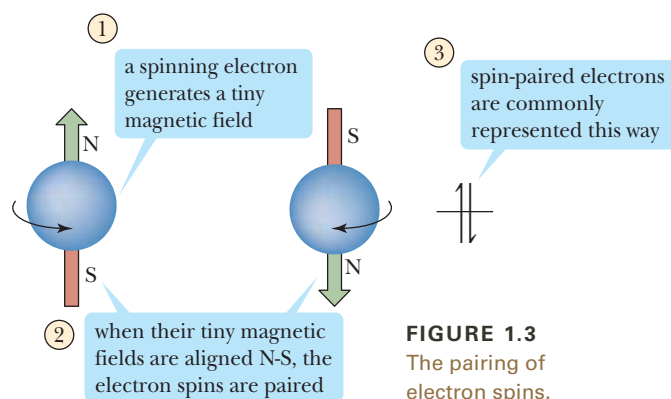 1
a spinning electron
generates a tiny
magnetic field
N
S
S
N
2
when their tiny magnetic
fields are aligned N-S, the
electron spins are paired
3
spin-paired electrons
are commonly
represented this way
FIGURE 1.3
The pairing of
electron spins.